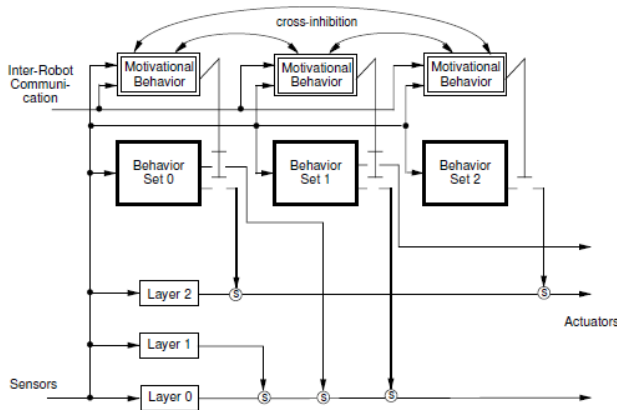 cross-inhibition
Inter-Robot
Communi-
cation
Motivational
Behavior
Motivational
Behavior
Motivational
Behavior
Behavior
Set 0
Behavior
Set 1
Behavior
Set 2
Layer 2
S
S
Actuators
Layer 1
Sensors
Layer 0
S
S
S